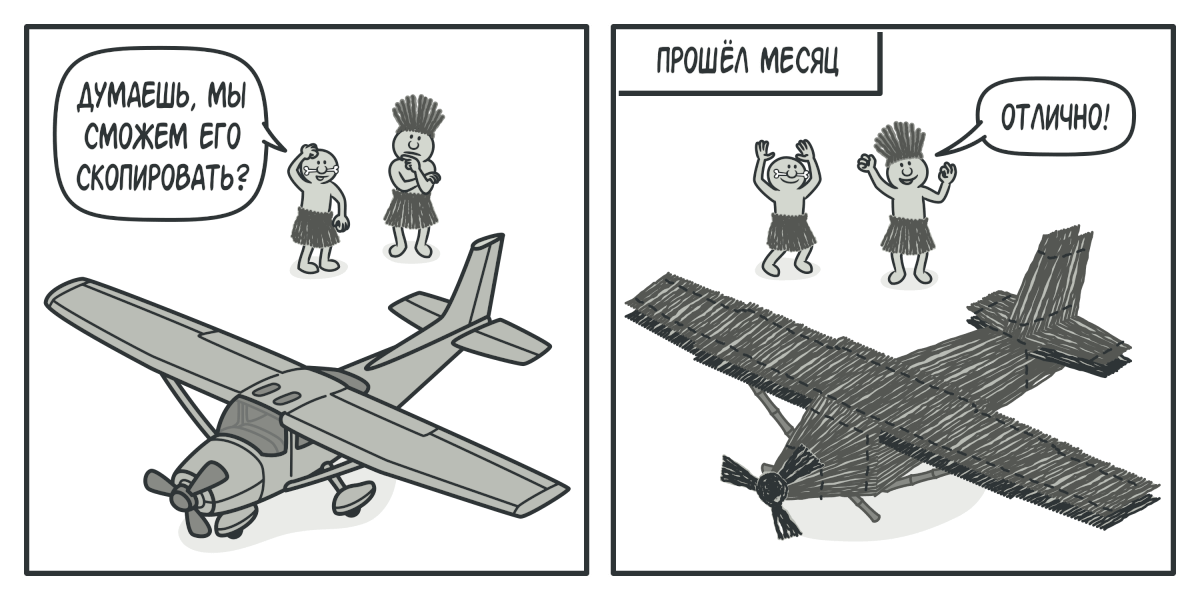 ДУМАЕШЬ, МЫ
СМОЖЕМ ЕГО
СКОПИРОВАТЬ?
ПРОШЁЛ МЕСЯЦ
ОТЛИЧНО!